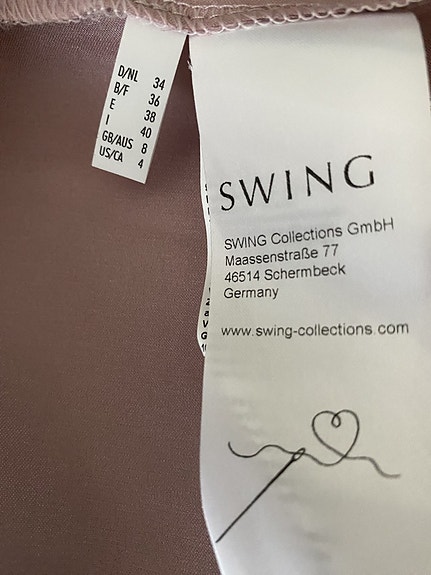 D/NL 34
B/F 36
E 38
I 40
GB/AUS 8
US/CA 4
SWING
SWING Collections GmbH
Maassenstraße 77
46514 Schermbeck
Germany
www.swing-collections.com